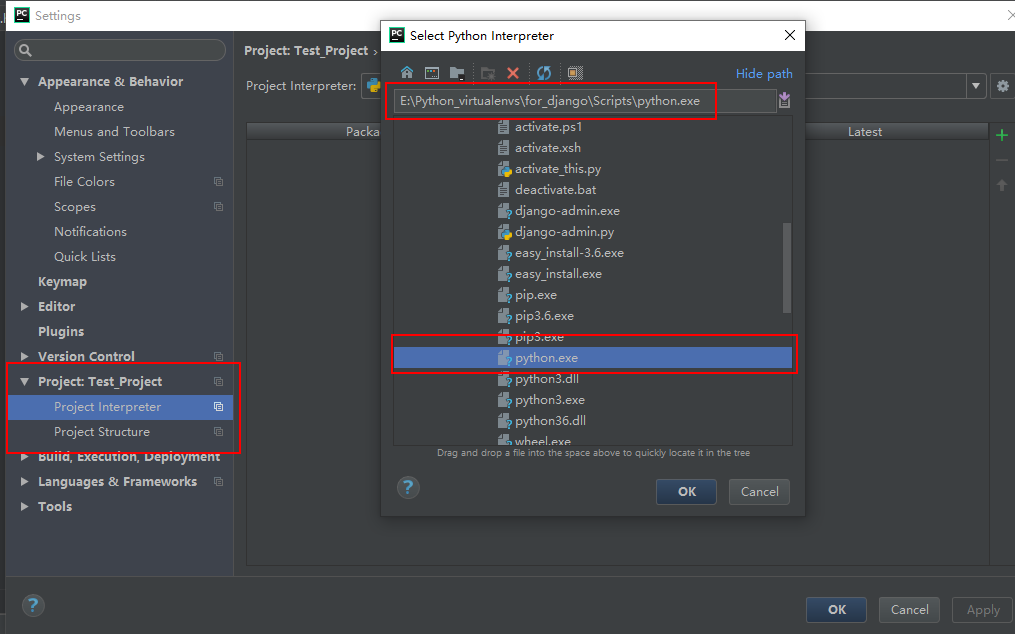 Settings
Appearance & Behavior
Appearance
Menus and Toolbars
System Settings
File Colors
Scopes
Notifications
Quick Lists
Keymap
Editor
Plugins
Version Control
Project: Test_Project
Project Interpreter
Project Structure
Build, Execution, Deployment
Languages & Frameworks
Tools
Project: Test_Project ›
Project Interpreter:
Packa
Latest
PC Select Python Interpreter
Hide path
E:\Python_virtualenvs\for_django\Scripts\python.exe
activate.ps1
activate.xsh
activate_this.py
deactivate.bat
django-admin.exe
django-admin.py
easy_install-3.6.exe
easy_install.exe
pip.exe
pip3.6.exe
pip3.exe
python.exe
python3.dll
python3.exe
python36.dll
wheel.exe
Drag and drop a file into the space above to quickly locate it in the tree
? OK Cancel
? OK Cancel Apply